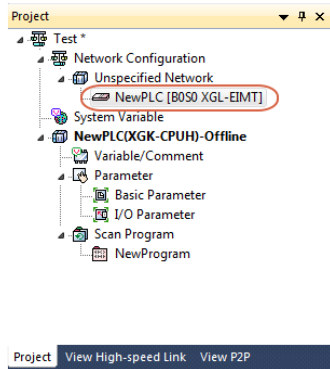 Project
Test *
Network Configuration
Unspecified Network
NewPLC [B0S0 XGL-EIMT]
System Variable
NewPLC(XGK-CPUH)-Offline
Variable/Comment
Parameter
Basic Parameter
I/O Parameter
Scan Program
NewProgram
Project View High-speed Link View P2P